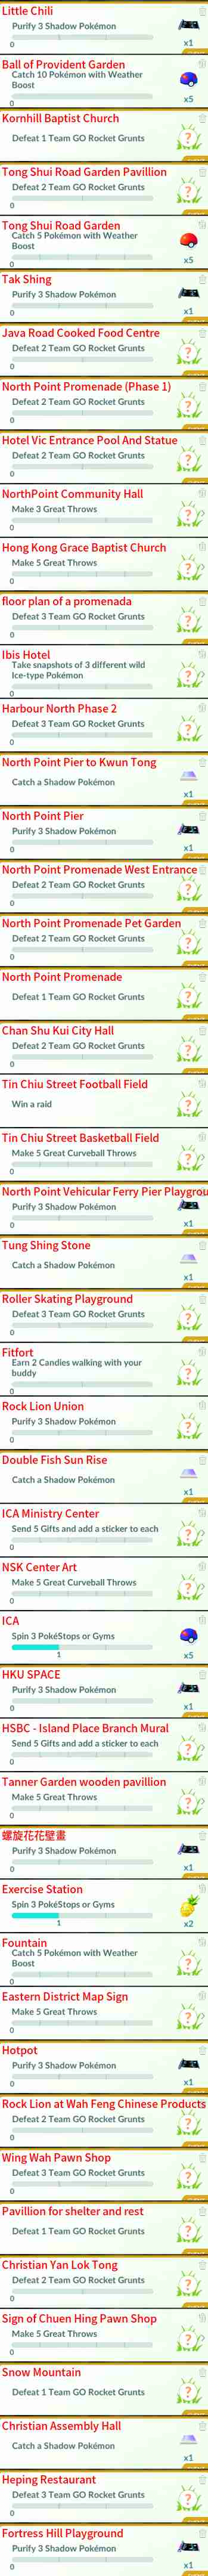 Little Chili
Purify 3 Shadow Pokémon
0
x1
Ball of Provident Garden
Catch 10 Pokémon with Weather
Boost
0
x5
Kornhill Baptist Church
Defeat 1 Team GO Rocket Grunts
?
Tong Shui Road Garden Pavillion
Defeat 2 Team GO Rocket Grunts
0
?
Tong Shui Road Garden
Catch 5 Pokémon with Weather
Boost
0
x5
Tak Shing
Purify 3 Shadow Pokémon
0
x1
Java Road Cooked Food Centre
Defeat 2 Team GO Rocket Grunts
0
?
North Point Promenade (Phase 1)
Defeat 2 Team GO Rocket Grunts
0
?
Hotel Vic Entrance Pool And Statue
Defeat 2 Team GO Rocket Grunts
0
?
NorthPoint Community Hall
Make 3 Great Throws
0
?
Hong Kong Grace Baptist Church
Make 5 Great Throws
0
?
floor plan of a promenada
Defeat 3 Team GO Rocket Grunts
0
?
Ibis Hotel
Take snapshots of 3 different wild
Ice-type Pokémon
0
?
Harbour North Phase 2
Defeat 3 Team GO Rocket Grunts
0
?
North Point Pier to Kwun Tong
Catch a Shadow Pokémon
x1
North Point Pier
Purify 3 Shadow Pokémon
0
x1
North Point Promenade West Entrance
Defeat 2 Team GO Rocket Grunts
0
?
North Point Promenade Pet Garden
Defeat 2 Team GO Rocket Grunts
0
?
North Point Promenade
Defeat 1 Team GO Rocket Grunts
?
Chan Shu Kui City Hall
Defeat 2 Team GO Rocket Grunts
0
?
Tin Chiu Street Football Field
Win a raid
?
Tin Chiu Street Basketball Field
Make 5 Great Curveball Throws
0
?
North Point Vehicular Ferry Pier Playgrou
Purify 3 Shadow Pokémon
0
x1
Tung Shing Stone
Catch a Shadow Pokémon
x1
Roller Skating Playground
Defeat 3 Team GO Rocket Grunts
0
?
Fitfort
Earn 2 Candies walking with your
buddy
0
?
Rock Lion Union
Purify 3 Shadow Pokémon
0
?
Double Fish Sun Rise
Catch a Shadow Pokémon
x1
ICA Ministry Center
Send 5 Gifts and add a sticker to each
0
?
NSK Center Art
Make 5 Great Curveball Throws
0
?
ICA
Spin 3 PokéStops or Gyms
1
x5
HKU SPACE
Purify 3 Shadow Pokémon
0
x1
HSBC - Island Place Branch Mural
Send 5 Gifts and add a sticker to each
0
?
Tanner Garden wooden pavillion
Make 5 Great Throws
0
?
螺旋花花壁畫
Purify 3 Shadow Pokémon
0
x1
Exercise Station
Spin 3 PokéStops or Gyms
1
x2
Fountain
Catch 5 Pokémon with Weather
Boost
0
?
Eastern District Map Sign
Make 5 Great Throws
0
?
Hotpot
Purify 3 Shadow Pokémon
0
x1
Rock Lion at Wah Feng Chinese Products
Defeat 2 Team GO Rocket Grunts
0
?
Wing Wah Pawn Shop
Defeat 3 Team GO Rocket Grunts
0
?
Pavillion for shelter and rest
Defeat 1 Team GO Rocket Grunts
?
Christian Yan Lok Tong
Defeat 2 Team GO Rocket Grunts
0
?
Sign of Chuen Hing Pawn Shop
Make 5 Great Throws
0
?
Snow Mountain
Defeat 1 Team GO Rocket Grunts
?
Christian Assembly Hall
Catch a Shadow Pokémon
x1
Heping Restaurant
Defeat 3 Team GO Rocket Grunts
0
?
Fortress Hill Playground
Purify 3 Shadow Pokémon
0
x1